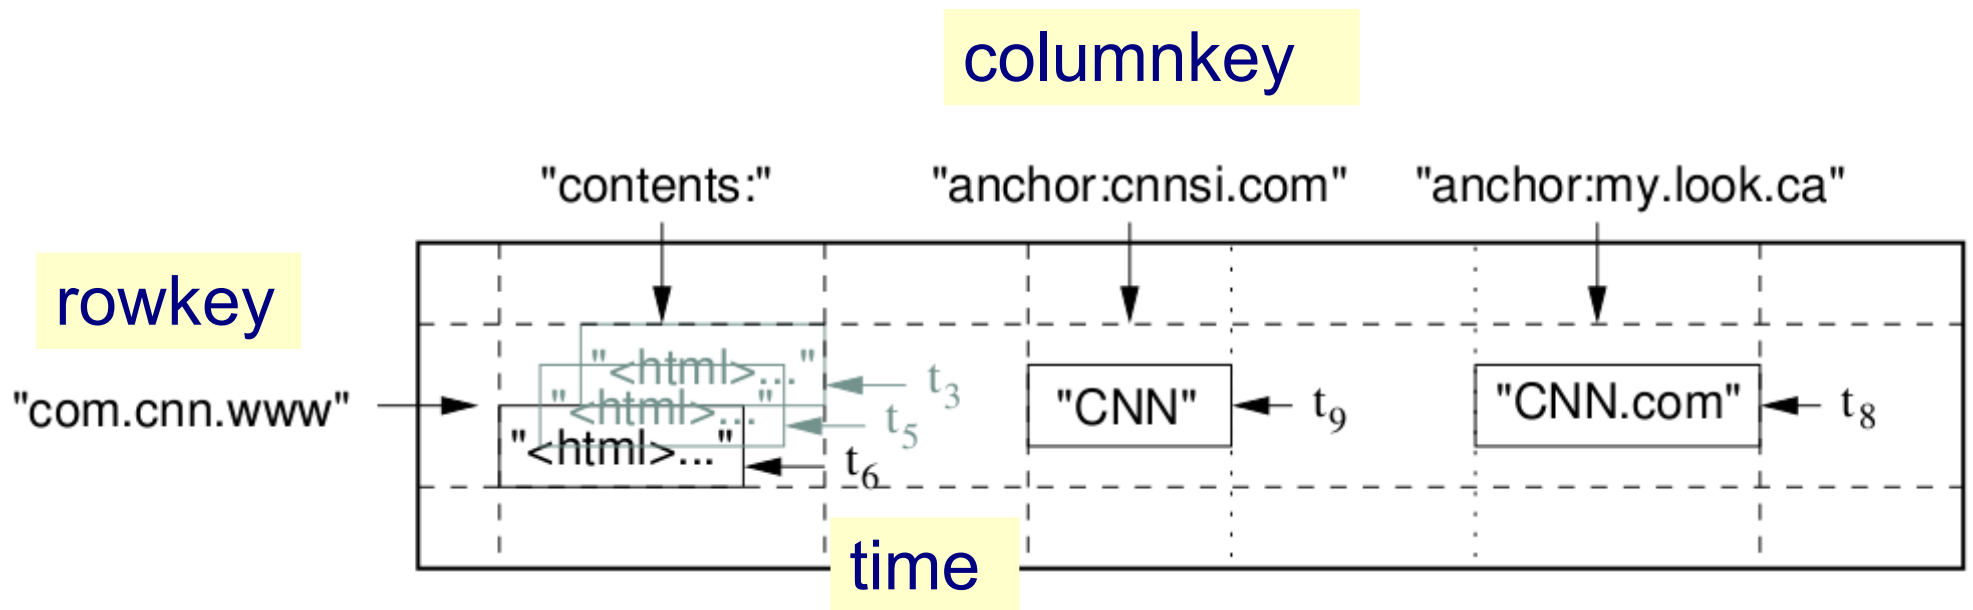 columnkey
"contents:" "anchor:cnnsi.com" "anchor:my.look.ca"
rowkey
"<html>..." t3
"com.cnn.www" "<html>..." t5 "CNN" t9 "CNN.com" t8
"<html>..." t6
time